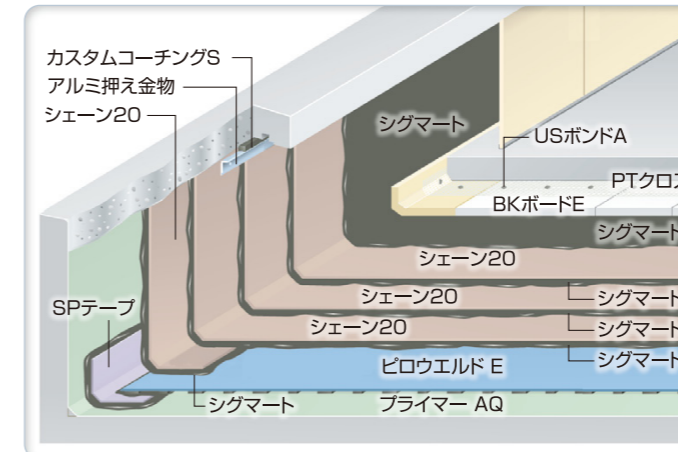 カスタムコーチングS
アルミ押え金物
シェーン20
シグマート
USボンドA
PTクロス
BKボードE
シグマート
シェーン20
シェーン20
シグマート
シェーン20
シグマート
SPテープ
ピロウエルド E
シグマート
シグマート
プライマー AQ